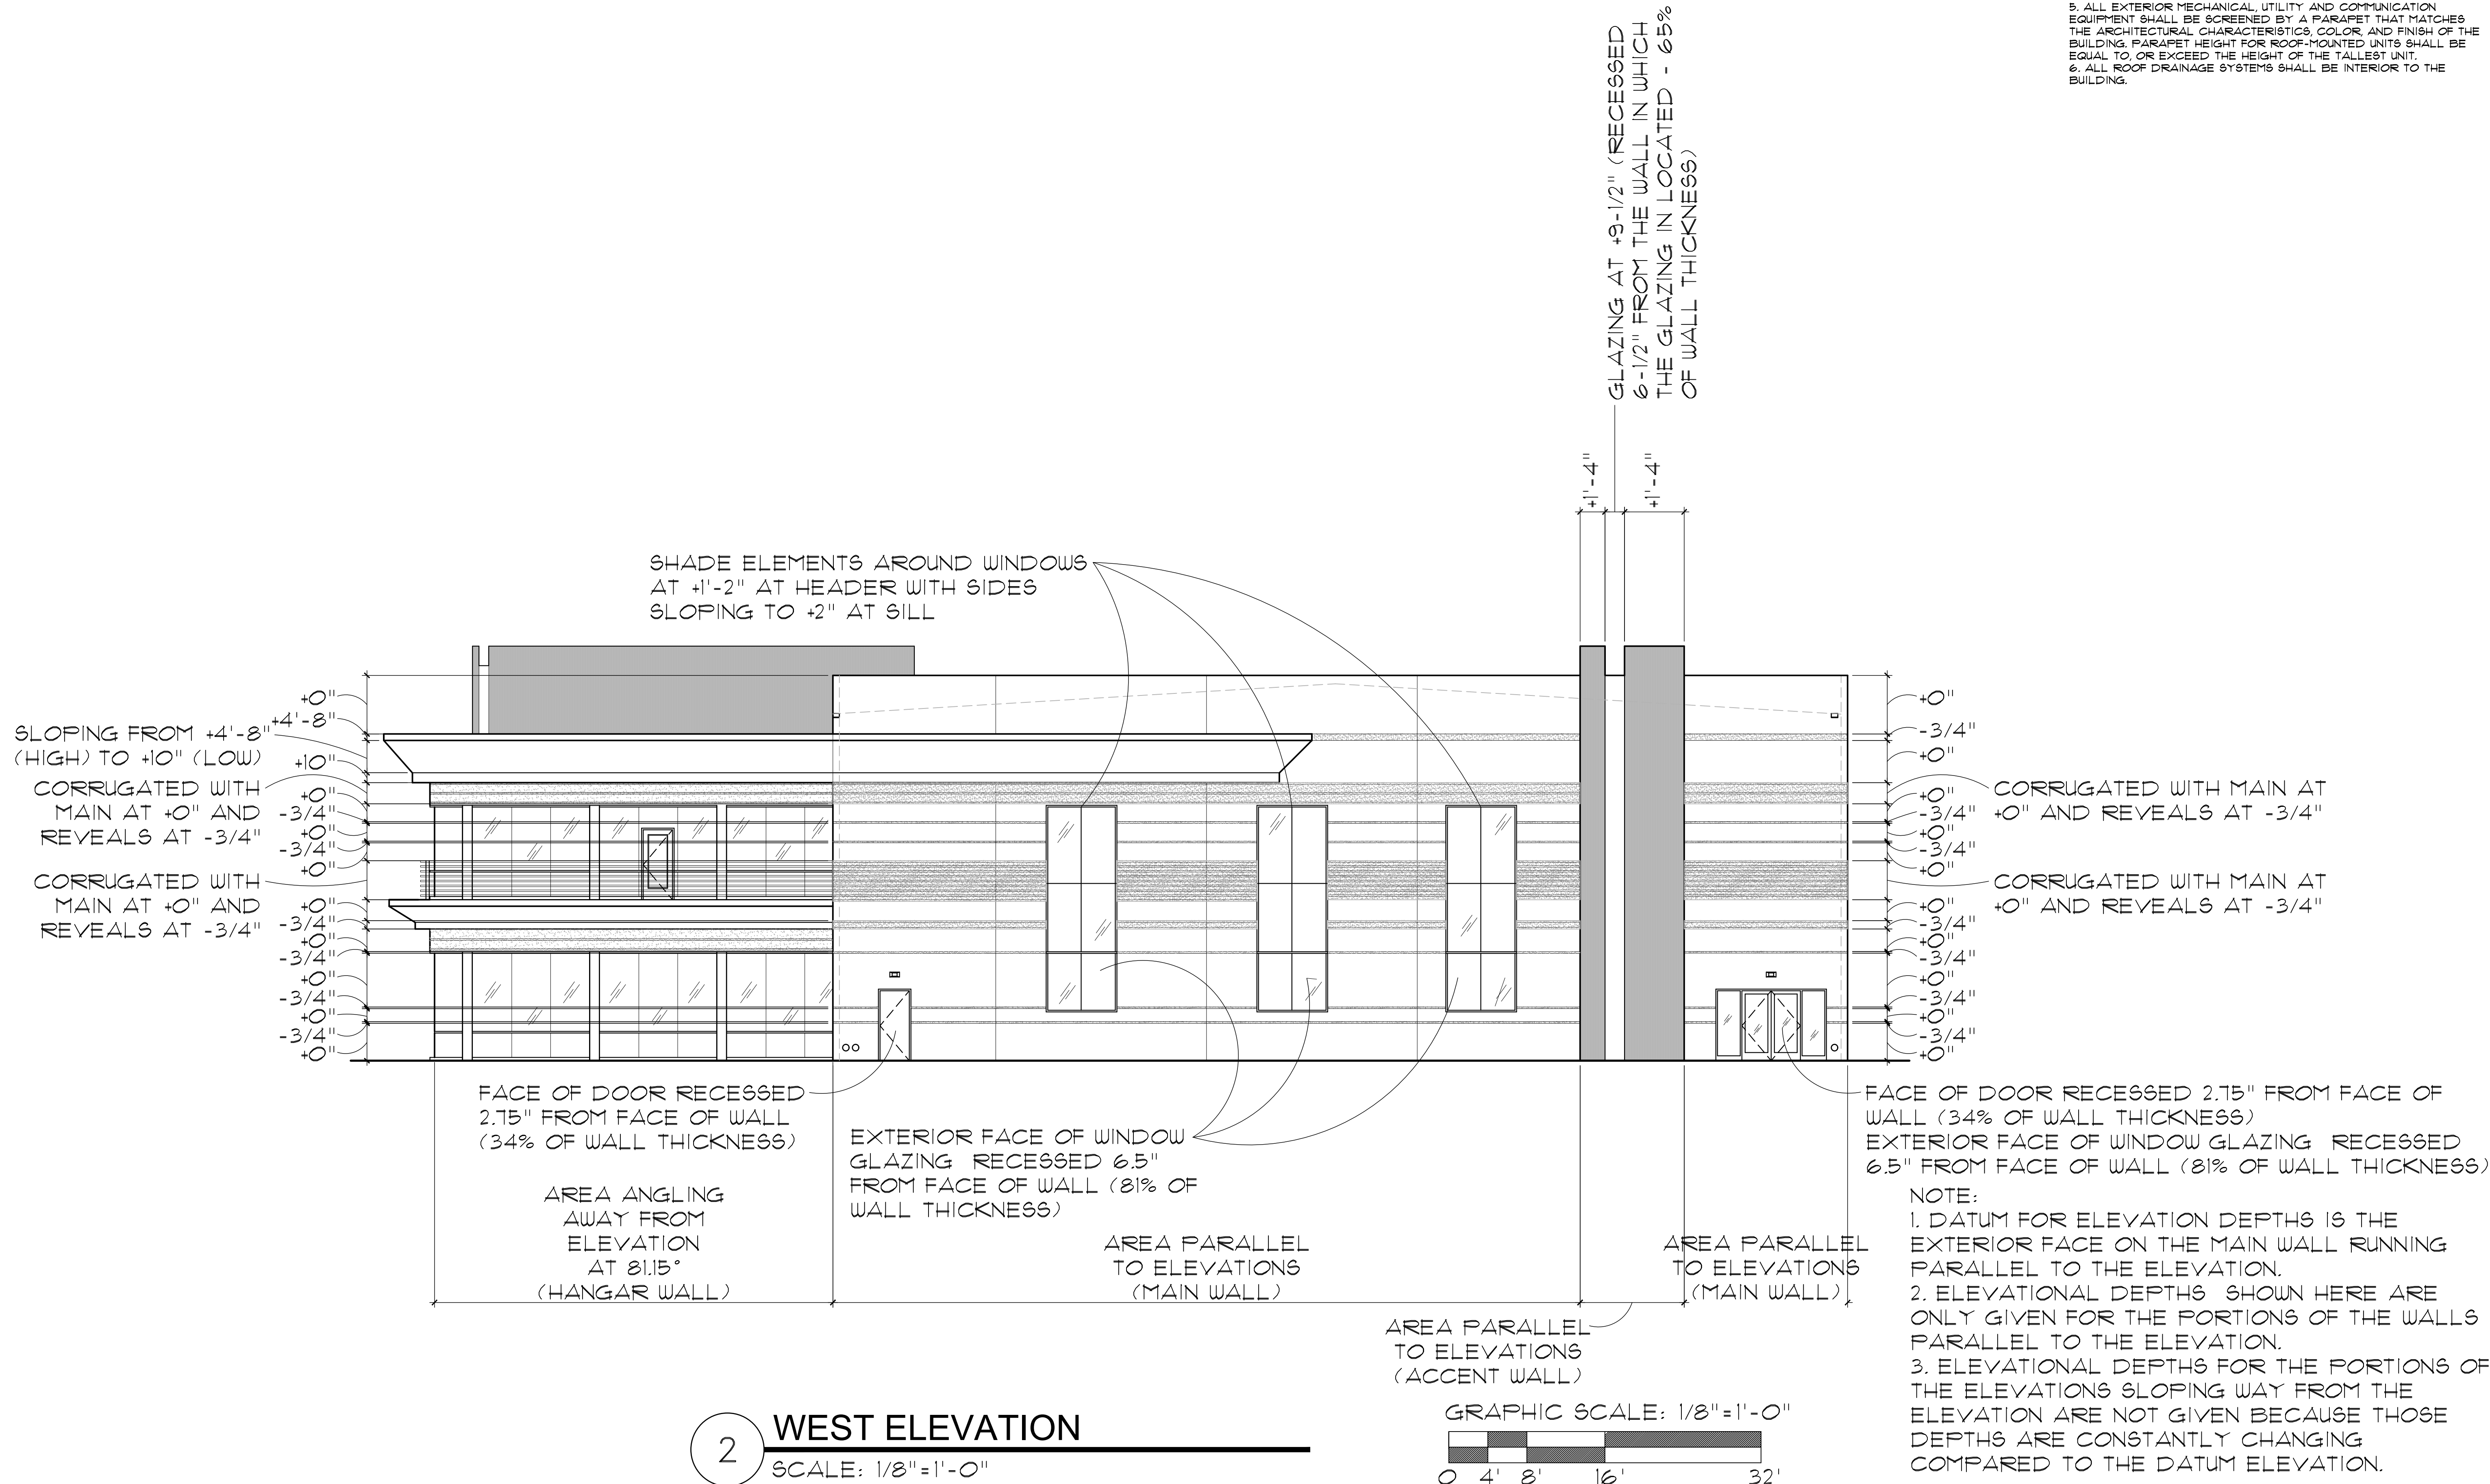 5. ALL EXTERIOR MECHANICAL, UTILITY AND COMMUNICATION
EQUIPMENT SHALL BE SCREENED BY A PARAPET THAT MATCHES
THE ARCHITECTURAL CHARACTERISTICS, COLOR, AND FINISH OF THE
BUILDING. PARAPET HEIGHT FOR ROOF-MOUNTED UNITS SHALL BE
EQUAL TO, OR EXCEED THE HEIGHT OF THE TALLEST UNIT.
6. ALL ROOF DRAINAGE SYSTEMS SHALL BE INTERIOR TO THE
BUILDING.
GLAZING AT +9-1/2" (RECESSED
6-1/2" FROM THE WALL IN WHICH
THE GLAZING IN LOCATED - 65%
OF WALL THICKNESS)
+1'-4"
+1'-4"
SHADE ELEMENTS AROUND WINDOWS
AT +1'-2" AT HEADER WITH SIDES
SLOPING TO +2" AT SILL
+0"
+4'-8"
SLOPING FROM +4'-8"
(HIGH) TO +10" (LOW)
+10"
CORRUGATED WITH
MAIN AT +0" AND
REVEALS AT -3/4"
+0"
-3/4"
+0"
-3/4"
+0"
CORRUGATED WITH
MAIN AT +0" AND
REVEALS AT -3/4"
+0"
-3/4"
+0"
-3/4"
+0"
-3/4"
+0"
-3/4"
+0"
+0"
-3/4"
+0"
+0"
-3/4"
+0"
-3/4"
+0"
CORRUGATED WITH MAIN AT
+0" AND REVEALS AT -3/4"
CORRUGATED WITH MAIN AT
+0" AND REVEALS AT -3/4"
+0"
-3/4"
+0"
-3/4"
+0"
-3/4"
+0"
-3/4"
+0"
FACE OF DOOR RECESSED
2.75" FROM FACE OF WALL
(34% OF WALL THICKNESS)
EXTERIOR FACE OF WINDOW
GLAZING RECESSED 6.5"
FROM FACE OF WALL (81% OF
WALL THICKNESS)
FACE OF DOOR RECESSED 2.75" FROM FACE OF
WALL (34% OF WALL THICKNESS)
EXTERIOR FACE OF WINDOW GLAZING RECESSED
6.5" FROM FACE OF WALL (81% OF WALL THICKNESS)
AREA ANGLING
AWAY FROM
ELEVATION
AT 81.15°
(HANGAR WALL)
AREA PARALLEL
TO ELEVATIONS
(MAIN WALL)
AREA PARALLEL
TO ELEVATIONS
(MAIN WALL)
AREA PARALLEL
TO ELEVATIONS
(ACCENT WALL)
NOTE:
1. DATUM FOR ELEVATION DEPTHS IS THE
EXTERIOR FACE ON THE MAIN WALL RUNNING
PARALLEL TO THE ELEVATION.
2. ELEVATIONAL DEPTHS SHOWN HERE ARE
ONLY GIVEN FOR THE PORTIONS OF THE WALLS
PARALLEL TO THE ELEVATION.
3. ELEVATIONAL DEPTHS FOR THE PORTIONS OF
THE ELEVATIONS SLOPING WAY FROM THE
ELEVATION ARE NOT GIVEN BECAUSE THOSE
DEPTHS ARE CONSTANTLY CHANGING
COMPARED TO THE DATUM ELEVATION.
2
WEST ELEVATION
SCALE: 1/8"=1'-0"
GRAPHIC SCALE: 1/8"=1'-0"
0 4' 8' 16' 32'